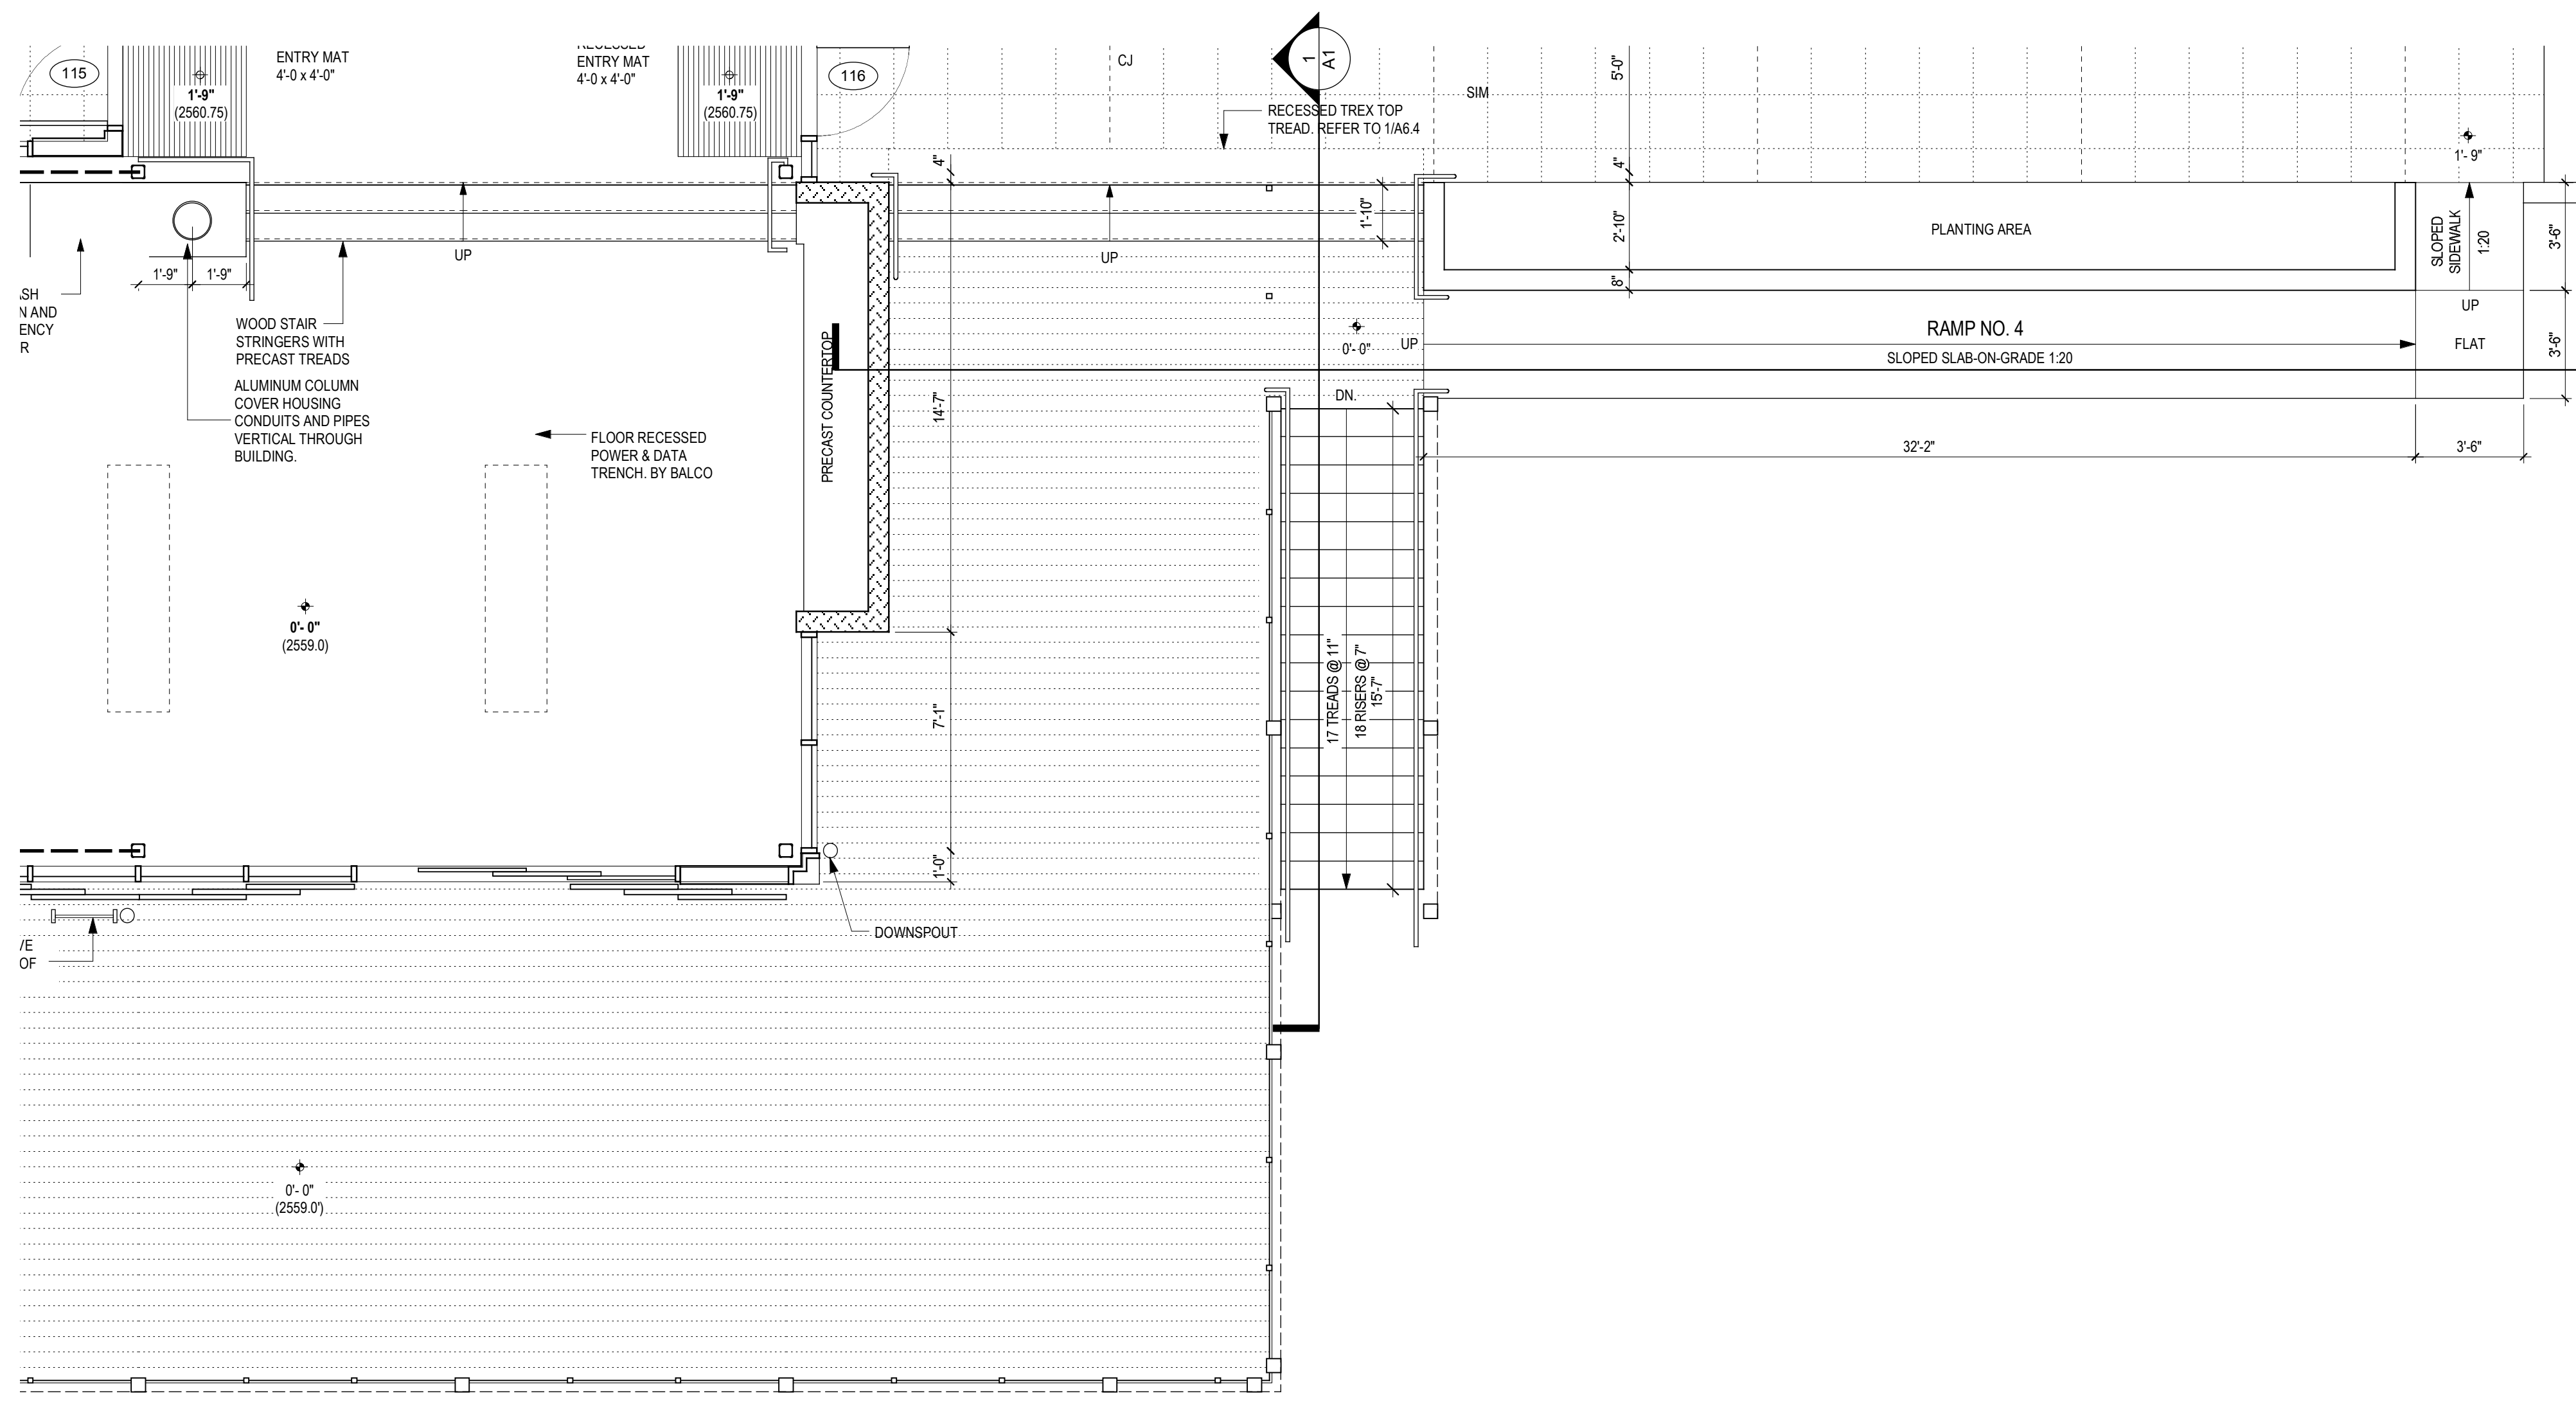 115
1'-9"
(2560.75)
ENTRY MAT
4'-0 x 4'-0"
RECESSED
ENTRY MAT
4'-0 x 4'-0"
1'-9"
(2560.75)
116
CJ
1
A1
RECESSED TREX TOP
TREAD. REFER TO 1/A6.4
SIM
5'-0"
1'- 9"
4"
4"
1'-10"
2'-10"
8"
PLANTING AREA
SLOPED
SIDEWALK
1:20
3'-6"
UP
UP
UP
1'-9"
1'-9"
SH
N AND
ENCY
R
WOOD STAIR
STRINGERS WITH
PRECAST TREADS
ALUMINUM COLUMN
COVER HOUSING
CONDUITS AND PIPES
VERTICAL THROUGH
BUILDING.
FLOOR RECESSED
POWER & DATA
TRENCH. BY BALCO
PRECAST COUNTERTOP
14'-7"
0'- 0"
UP
RAMP NO. 4
SLOPED SLAB-ON-GRADE 1:20
FLAT
3'-6"
DN.
32'-2"
3'-6"
0'- 0"
(2559.0)
17 TREADS @ 11"
18 RISERS @ 7"
15'-7"
7'-1"
1'-0"
DOWNSPOUT
VE
OF
0'- 0"
(2559.0')